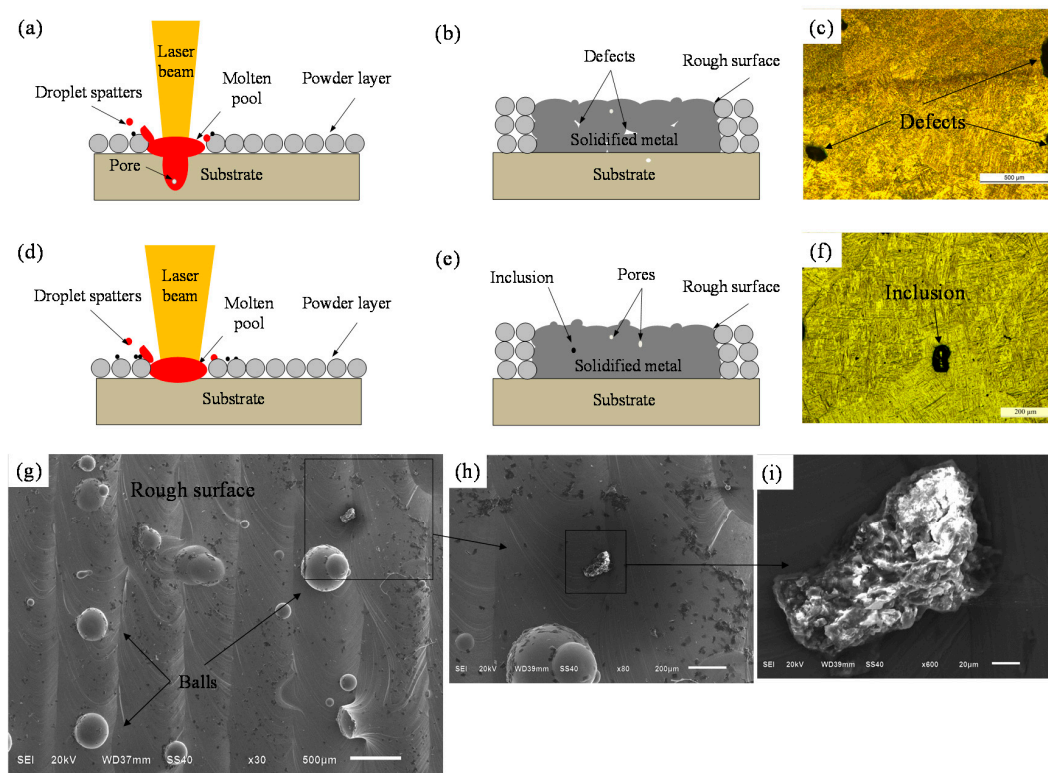 (a)
Laser
beam
Molten
pool
Powder layer
Droplet spatters
Pore
Substrate
(b)
Defects
Rough surface
Solidified metal
Substrate
(c)
Defects
500 μm
(d)
Laser
beam
Droplet spatters
Molten
pool
Powder layer
Substrate
(e)
Inclusion
Pores
Rough surface
Solidified metal
Substrate
(f)
Inclusion
200 μm
(g)
Rough surface
Balls
SEI 20kV WD37mm SS40 x30 500μm
(h)
SEI 20kV WD39mm SS40 x80 200μm
(i)
SEI 20kV WD39mm SS40 x600 20μm